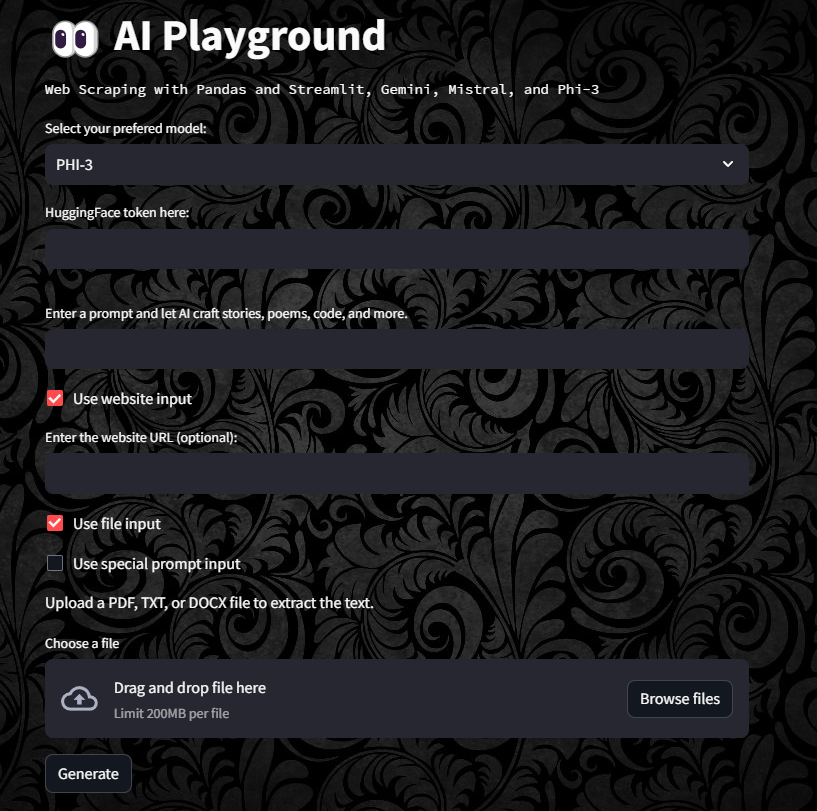 AI Playground
Web Scraping with Pandas and Streamlit, Gemini, Mistral, and Phi-3
Select your prefered model:
PHI-3
HuggingFace token here:
Enter a prompt and let AI craft stories, poems, code, and more.
Use website input
Enter the website URL (optional):
Use file input
Use special prompt input
Upload a PDF, TXT, or DOCX file to extract the text.
Choose a file
Drag and drop file here
Limit 200MB per file
Browse files
Generate